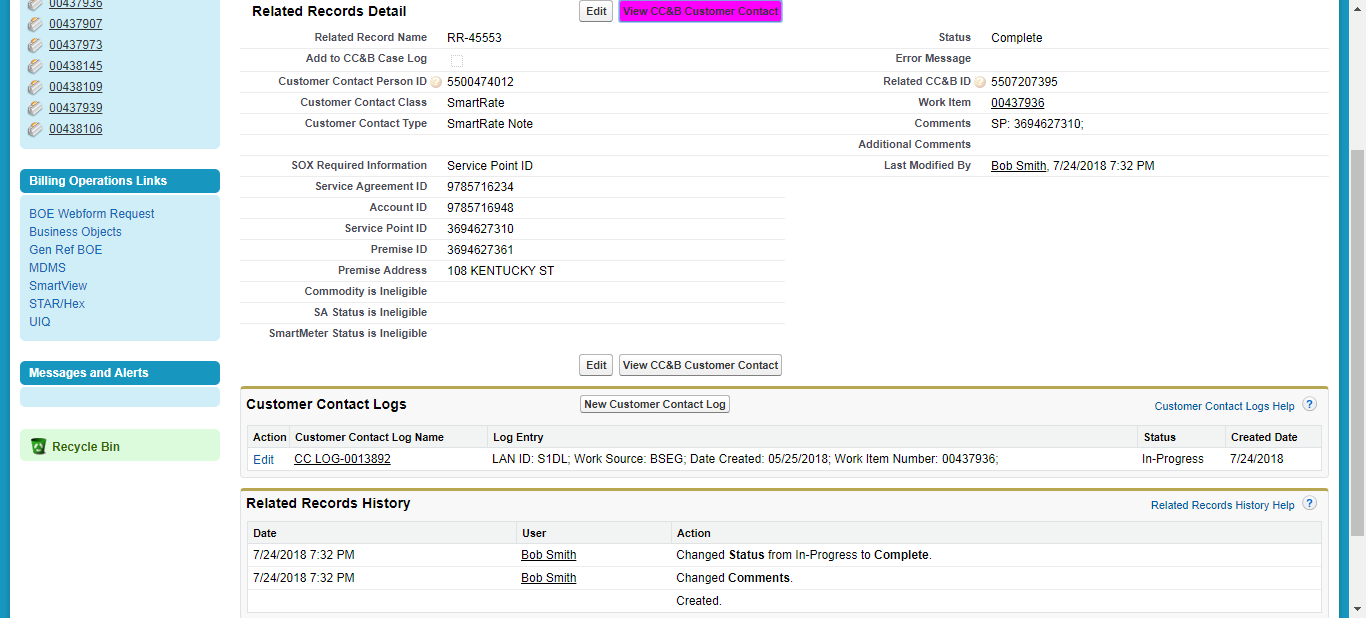 00437936
00437907
00437973
00438145
00438109
00437939
00438106
Billing Operations Links
BOE Webform Request
Business Objects
Gen Ref BOE
MDMS
SmartView
STAR/Hex
UIQ
Messages and Alerts
Recycle Bin
Related Records Detail Edit View CC&B Customer Contact
Related Record Name RR-45553 Status Complete
Add to CC&B Case Log Error Message
Customer Contact Person ID ? 5500474012 Related CC&B ID ? 5507207395
Customer Contact Class SmartRate Work Item 00437936
Customer Contact Type SmartRate Note Comments SP: 3694627310;
Additional Comments
SOX Required Information Service Point ID Last Modified By Bob Smith, 7/24/2018 7:32 PM
Service Agreement ID 9785716234
Account ID 9785716948
Service Point ID 3694627310
Premise ID 3694627361
Premise Address 108 KENTUCKY ST
Commodity is Ineligible
SA Status is Ineligible
SmartMeter Status is Ineligible
Edit View CC&B Customer Contact
Customer Contact Logs New Customer Contact Log Customer Contact Logs Help ?
Action Customer Contact Log Name Log Entry Status Created Date
Edit CC LOG-0013892 LAN ID: S1DL; Work Source: BSEG; Date Created: 05/25/2018; Work Item Number: 00437936; In-Progress 7/24/2018
Related Records History Related Records History Help ?
Date User Action
7/24/2018 7:32 PM Bob Smith Changed Status from In-Progress to Complete.
7/24/2018 7:32 PM Bob Smith Changed Comments.
Created.